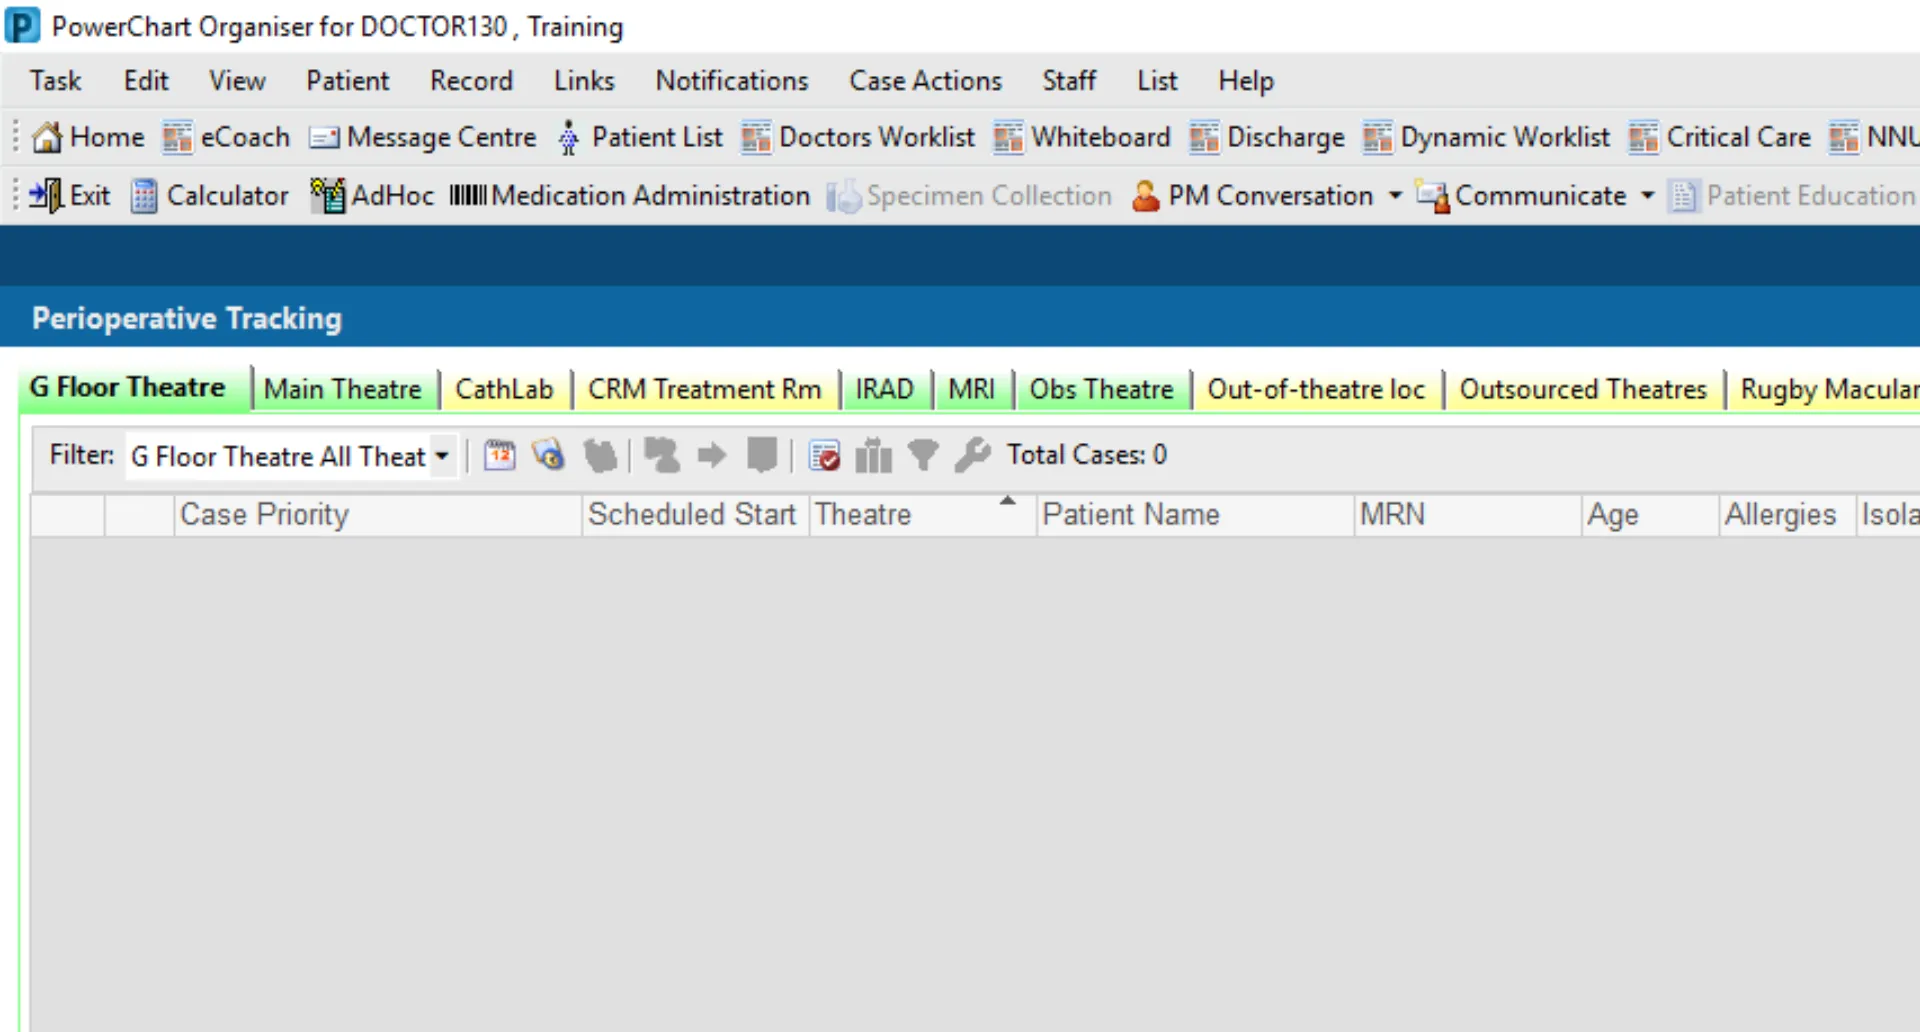 PowerChart Organiser for DOCTOR130 , Training
Task Edit View Patient Record Links Notifications Case Actions Staff List Help
Home eCoach Message Centre Patient List Doctors Worklist Whiteboard Discharge Dynamic Worklist Critical Care NNU
Exit Calculator AdHoc Medication Administration Specimen Collection PM Conversation Communicate Patient Education
Perioperative Tracking
G Floor Theatre Main Theatre CathLab CRM Treatment Rm IRAD MRI Obs Theatre Out-of-theatre loc Outsourced Theatres Rugby Macular
Filter: G Floor Theatre All Theat 12 Total Cases: 0
Case Priority Scheduled Start Theatre Patient Name MRN Age Allergies Isola